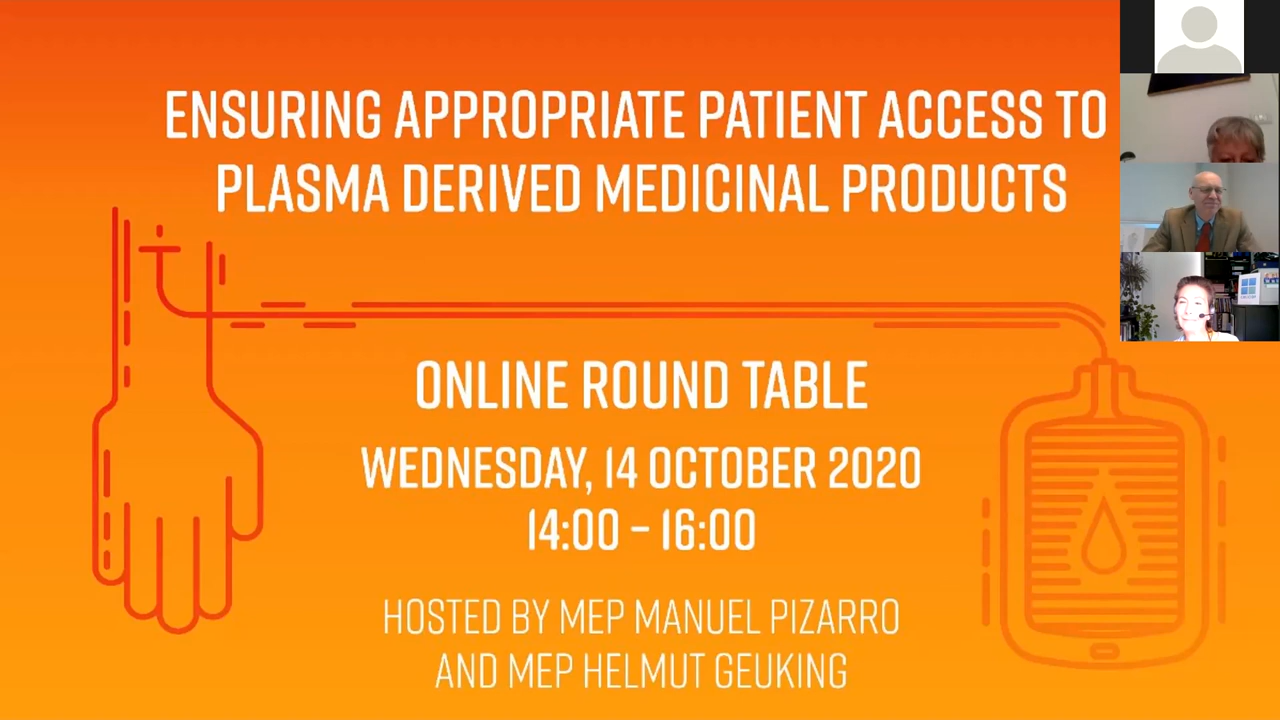 ENSURING APPROPRIATE PATIENT ACCESS TO
PLASMA DERIVED MEDICINAL PRODUCTS
ONLINE ROUND TABLE
WEDNESDAY, 14 OCTOBER 2020
14:00 – 16:00
HOSTED BY MEP MANUEL PIZARRO
AND MEP HELMUT GEUKING